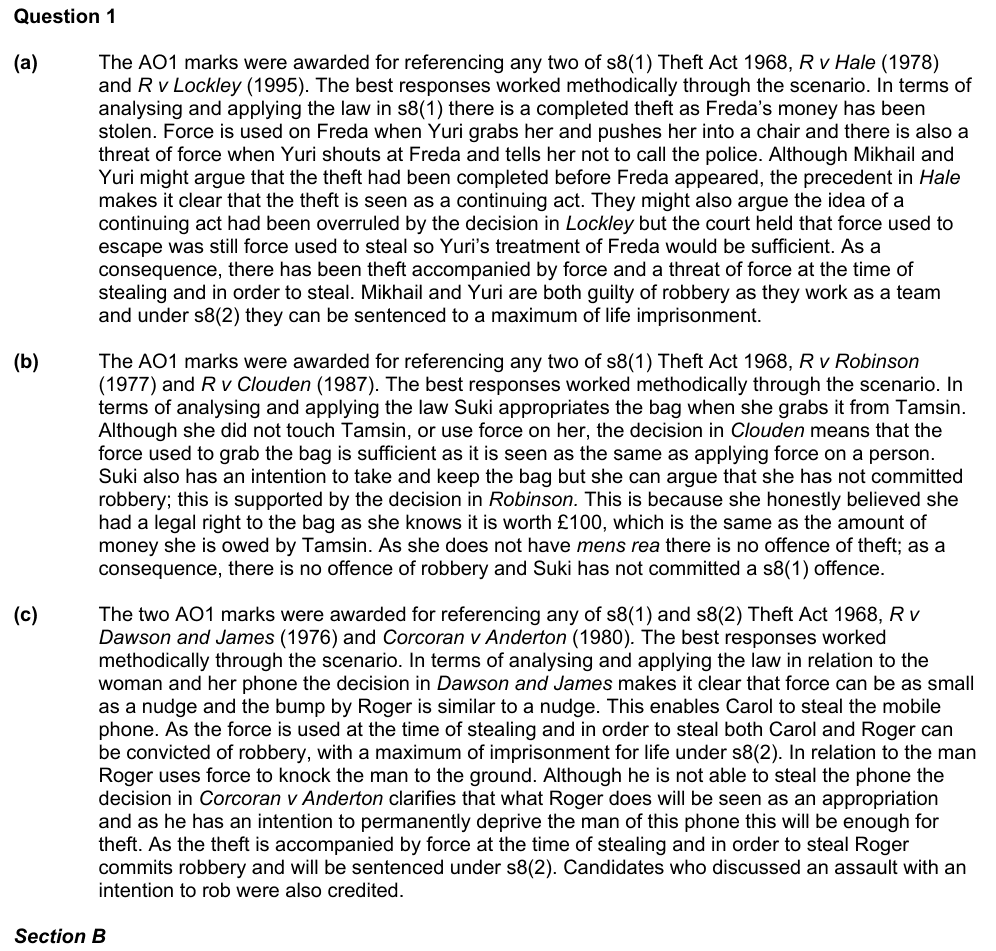 Question 1
(a) The AO1 marks were awarded for referencing any two of s8(1) Theft Act 1968, R v Hale (1978)
and R v Lockley (1995). The best responses worked methodically through the scenario. In terms of
analysing and applying the law in s8(1) there is a completed theft as Freda's money has been
stolen. Force is used on Freda when Yuri grabs her and pushes her into a chair and there is also a
threat of force when Yuri shouts at Freda and tells her not to call the police. Although Mikhail and
Yuri might argue that the theft had been completed before Freda appeared, the precedent in Hale
makes it clear that the theft is seen as a continuing act. They might also argue the idea of a
continuing act had been overruled by the decision in Lockley but the court held that force used to
escape was still force used to steal so Yuri's treatment of Freda would be sufficient. As a
consequence, there has been theft accompanied by force and a threat of force at the time of
stealing and in order to steal. Mikhail and Yuri are both guilty of robbery as they work as a team
and under s8(2) they can be sentenced to a maximum of life imprisonment.
(b) The AO1 marks were awarded for referencing any two of s8(1) Theft Act 1968, R v Robinson
(1977) and R v Clouden (1987). The best responses worked methodically through the scenario. In
terms of analysing and applying the law Suki appropriates the bag when she grabs it from Tamsin.
Although she did not touch Tamsin, or use force on her, the decision in Clouden means that the
force used to grab the bag is sufficient as it is seen as the same as applying force on a person.
Suki also has an intention to take and keep the bag but she can argue that she has not committed
robbery; this is supported by the decision in Robinson. This is because she honestly believed she
had a legal right to the bag as she knows it is worth £100, which is the same as the amount of
money she is owed by Tamsin. As she does not have mens rea there is no offence of theft; as a
consequence, there is no offence of robbery and Suki has not committed a s8(1) offence.
(c) The two AO1 marks were awarded for referencing any of s8(1) and s8(2) Theft Act 1968, R v
Dawson and James (1976) and Corcoran v Anderton (1980). The best responses worked
methodically through the scenario. In terms of analysing and applying the law in relation to the
woman and her phone the decision in Dawson and James makes it clear that force can be as small
as a nudge and the bump by Roger is similar to a nudge. This enables Carol to steal the mobile
phone. As the force is used at the time of stealing and in order to steal both Carol and Roger can
be convicted of robbery, with a maximum of imprisonment for life under s8(2). In relation to the man
Roger uses force to knock the man to the ground. Although he is not able to steal the phone the
decision in Corcoran v Anderton clarifies that what Roger does will be seen as an appropriation
and as he has an intention to permanently deprive the man of this phone this will be enough for
theft. As the theft is accompanied by force at the time of stealing and in order to steal Roger
commits robbery and will be sentenced under s8(2). Candidates who discussed an assault with an
intention to rob were also credited.
Section B